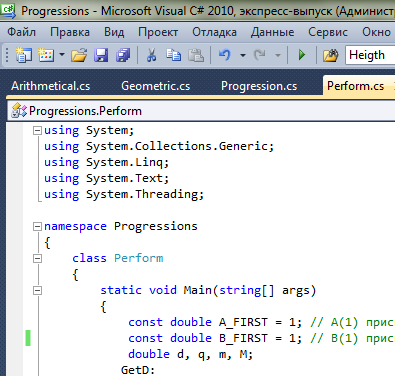 Progressions - Microsoft Visual C# 2010, экспресс-выпуск
Файл Правка Вид Проект Отладка Данные Сервис Окно
Heigth
Arithmetical.cs Geometric.cs Progression.cs Perform.cs
Progressions.Perform
using System;
using System.Collections.Generic;
using System.Linq;
using System.Text;
using System.Threading;
namespace Progressions
{
class Perform
{
static void Main(string[] args)
{
const double A_FIRST = 1; // A(1) прис
const double B_FIRST = 1; // B(1) прис
double d, q, m, M;
GetD: